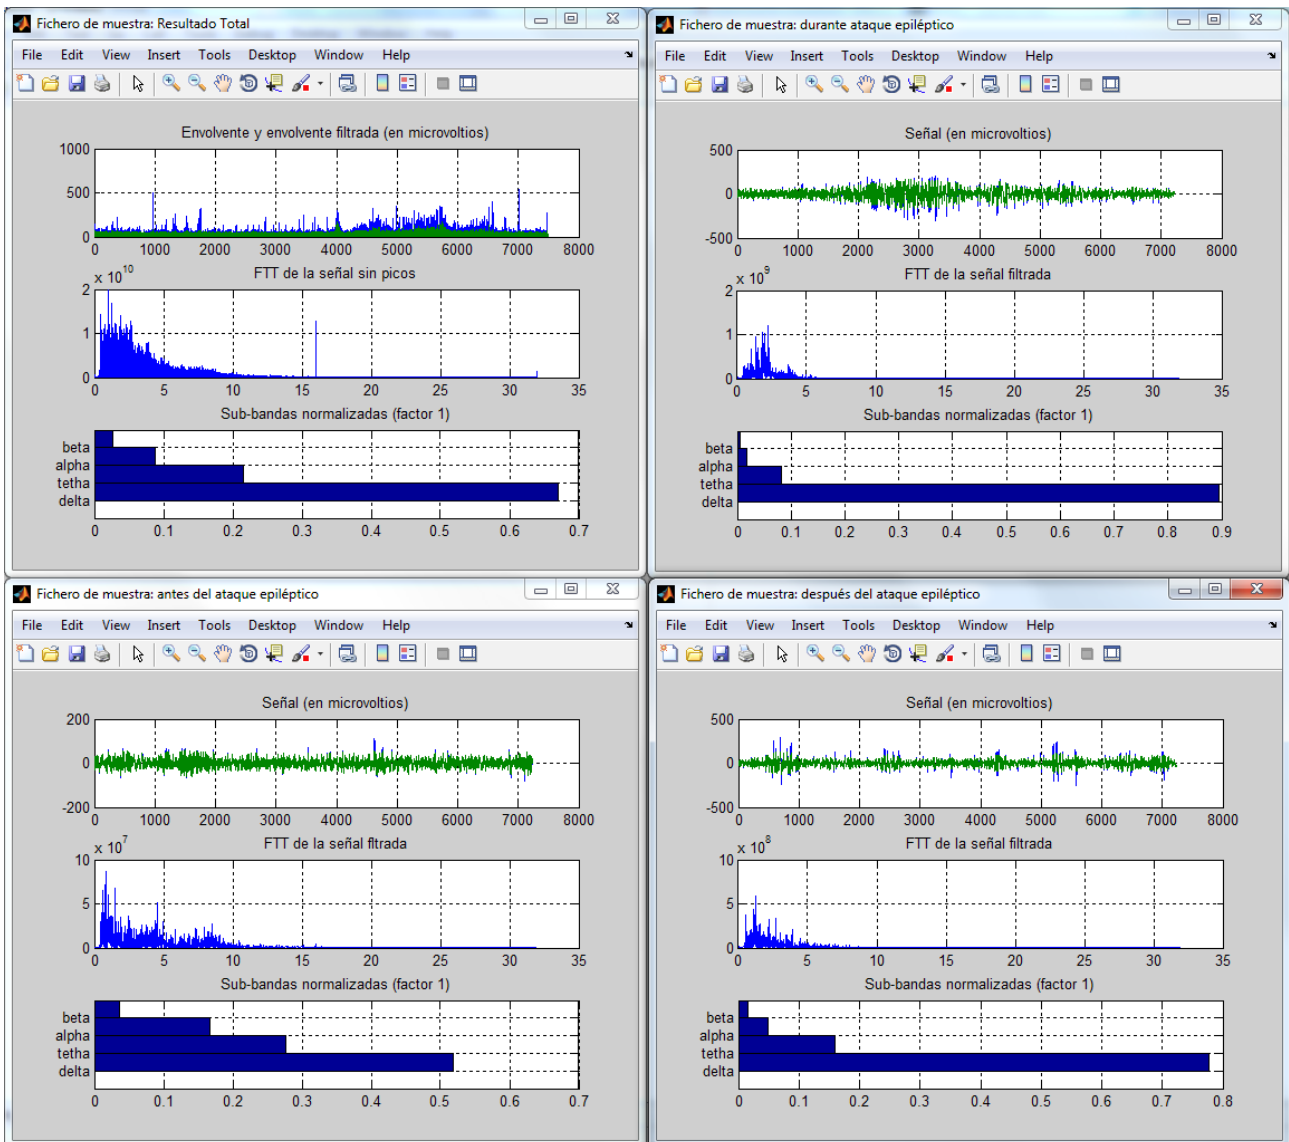 Fichero de muestra: Resultado Total
File Edit View Insert Tools Desktop Window Help
Envolvente y envolvente filtrada (en microvoltios)
1000
500
0
0 1000 2000 3000 4000 5000 6000 7000 8000
x 10^10
FTT de la señal sin picos
2
1
0
0 5 10 15 20 25 30 35
Sub-bandas normalizadas (factor 1)
beta
alpha
tetha
delta
0 0.1 0.2 0.3 0.4 0.5 0.6 0.7
Fichero de muestra: durante ataque epiléptico
File Edit View Insert Tools Desktop Window Help
Señal (en microvoltios)
500
0
-500
0 1000 2000 3000 4000 5000 6000 7000 8000
x 10^9
FTT de la señal filtrada
2
1
0
0 5 10 15 20 25 30 35
Sub-bandas normalizadas (factor 1)
beta
alpha
tetha
delta
0 0.1 0.2 0.3 0.4 0.5 0.6 0.7 0.8 0.9
Fichero de muestra: antes del ataque epiléptico
File Edit View Insert Tools Desktop Window Help
Señal (en microvoltios)
200
0
-200
0 1000 2000 3000 4000 5000 6000 7000 8000
x 10^7
FTT de la señal fltrada
10
5
0
0 5 10 15 20 25 30 35
Sub-bandas normalizadas (factor 1)
beta
alpha
tetha
delta
0 0.1 0.2 0.3 0.4 0.5 0.6 0.7
Fichero de muestra: después del ataque epiléptico
File Edit View Insert Tools Desktop Window Help
Señal (en microvoltios)
500
0
-500
0 1000 2000 3000 4000 5000 6000 7000 8000
x 10^8
FTT de la señal filtrada
10
5
0
0 5 10 15 20 25 30 35
Sub-bandas normalizadas (factor 1)
beta
alpha
tetha
delta
0 0.1 0.2 0.3 0.4 0.5 0.6 0.7 0.8